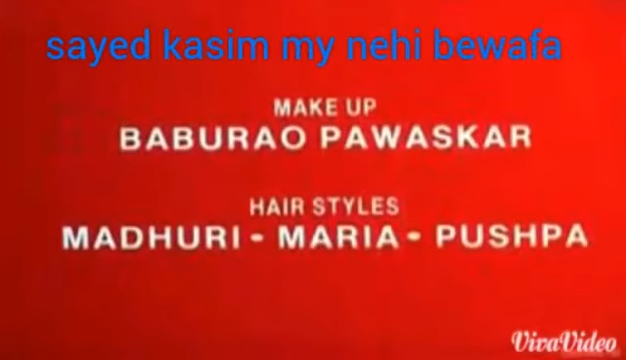 sayed kasim my nehi bewafa
MAKE UP
BABURAO PAWASKAR
HAIR STYLES
MADHURI - MARIA - PUSHPA
VivaVideo